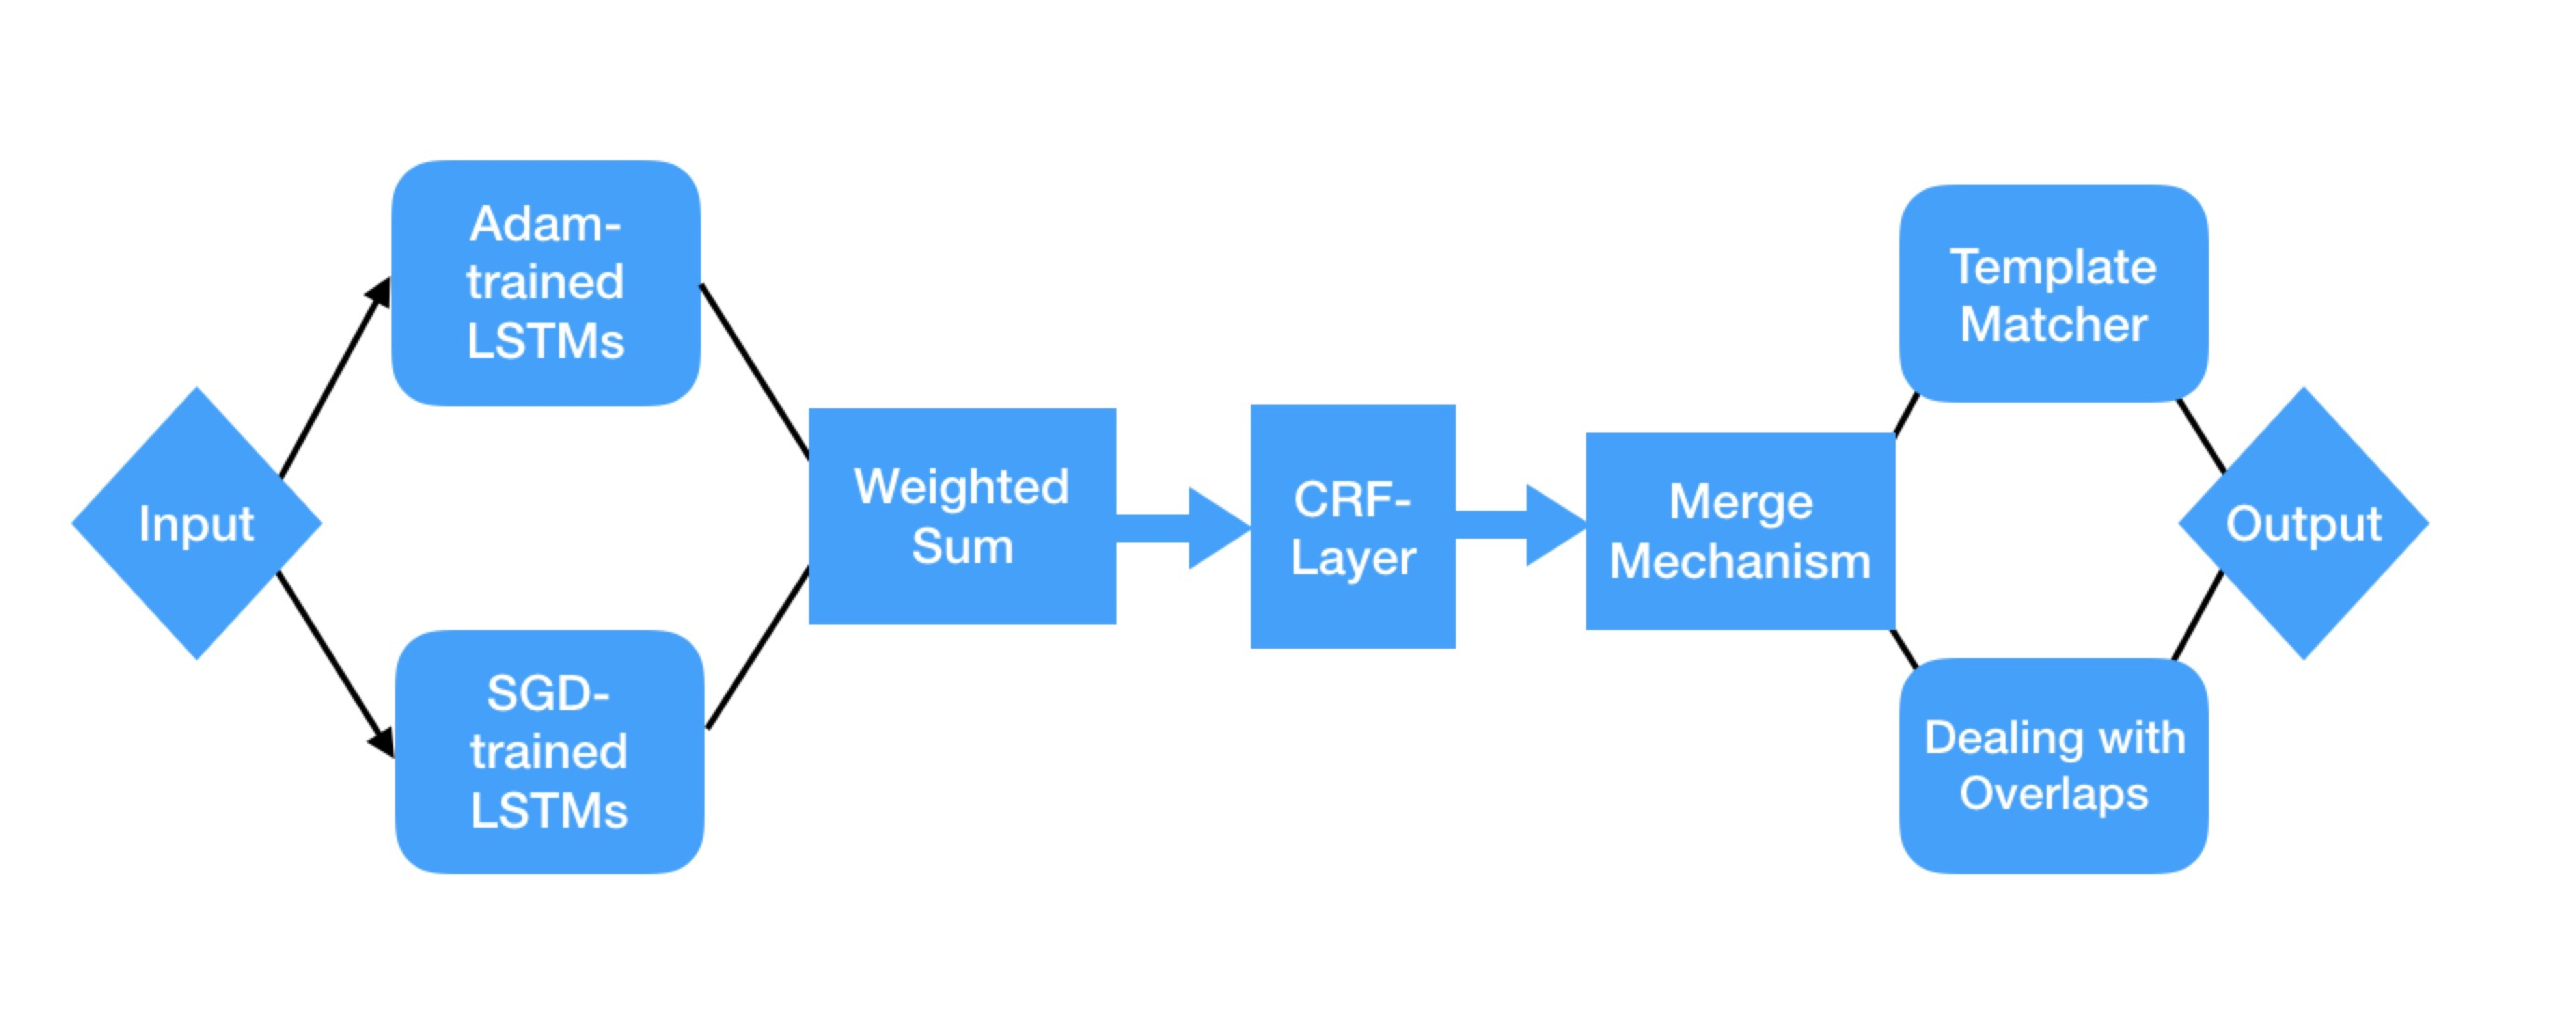 Input
Adam-
trained
LSTMs
SGD-
trained
LSTMs
Weighted
Sum
CRF-
Layer
Merge
Mechanism
Template
Matcher
Dealing with
Overlaps
Output